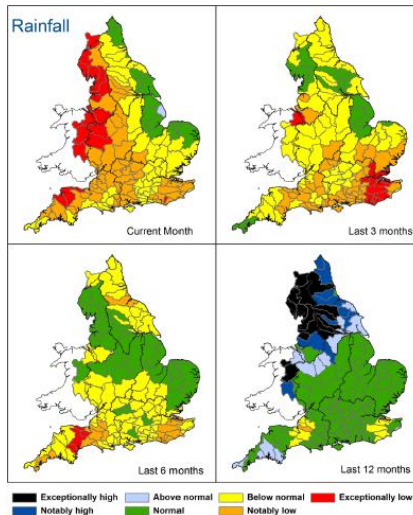 Rainfall
Current Month
Last 3 months
Last 6 months
Last 12 months
Exceptionally high
Above normal
Below normal
Exceptionally low
Notably high
Normal
Notably low